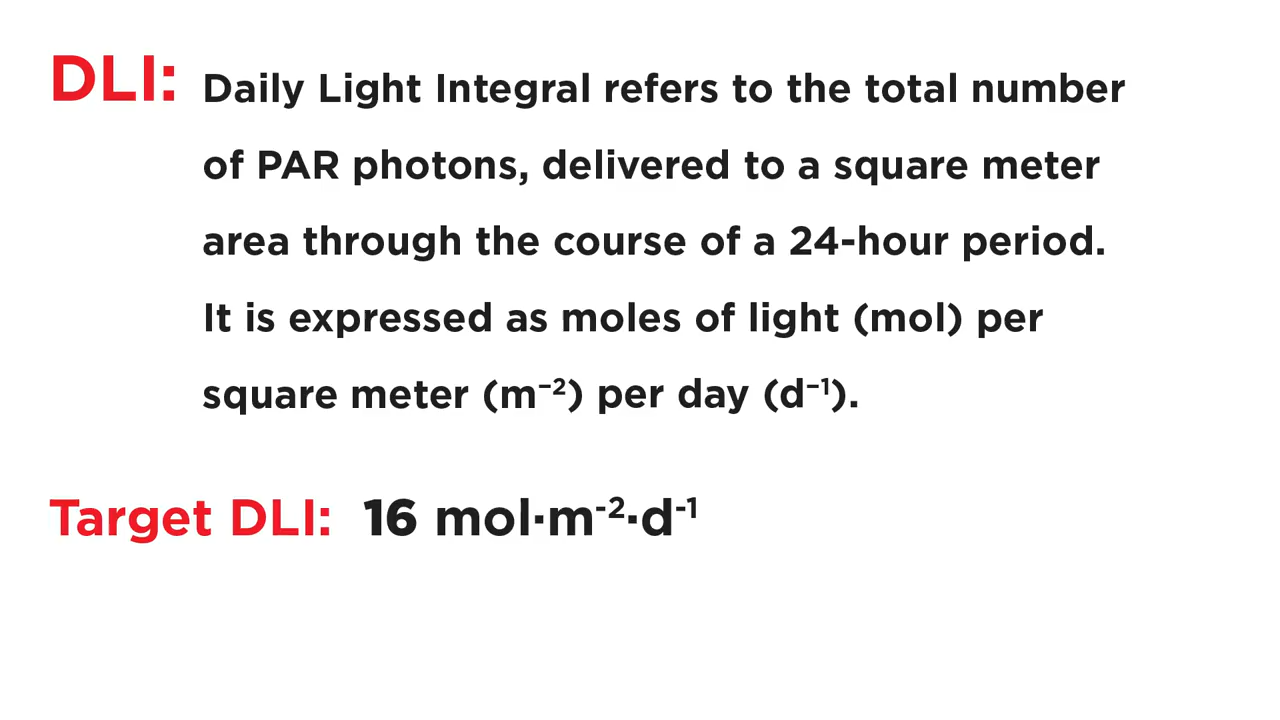 DLI: Daily Light Integral refers to the total number
of PAR photons, delivered to a square meter
area through the course of a 24-hour period.
It is expressed as moles of light (mol) per
square meter (m⁻²) per day (d⁻¹).
Target DLI: 16 mol·m⁻²·d⁻¹